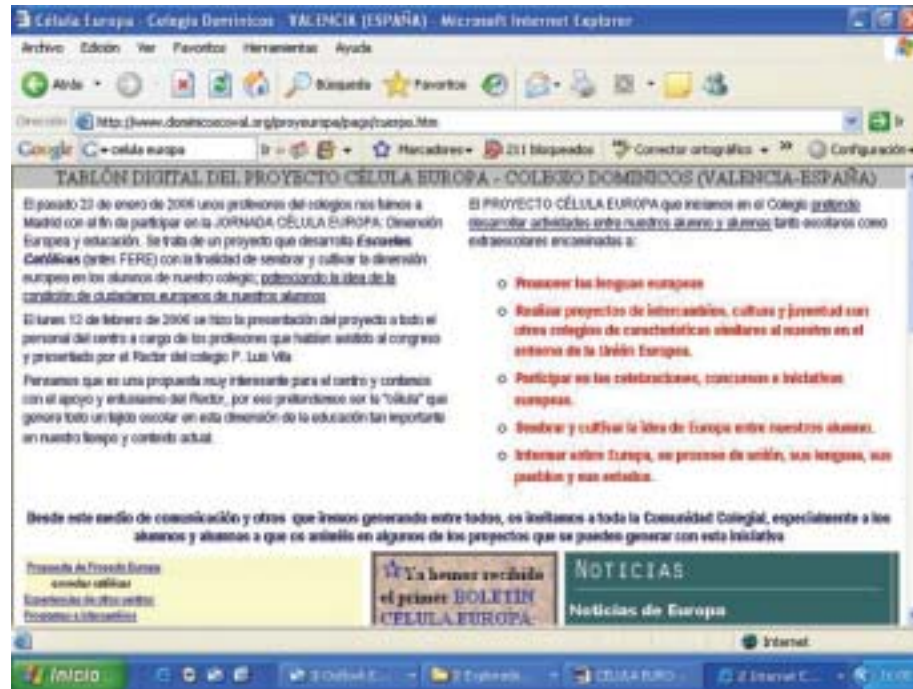 Célula Europa - Colegio Dominicos - VALENCIA (ESPAÑA) - Microsoft Internet Explorer
Archivo Edición Ver Favoritos Herramientas Ayuda
Atrás Búsqueda Favoritos
Dirección http://www.dominicosval.org/proyeuropa/pags/cuerpo.htm Ir
Google celula europa Ir Marcadores 211 bloqueados Corrector ortográfico Configuración
TABLÓN DIGITAL DEL PROYECTO CÉLULA EUROPA - COLEGIO DOMINICOS (VALENCIA-ESPAÑA)
El pasado 23 de enero de 2006 unos profesores del colegios nos fuimos a
Madrid con el fin de participar en la JORNADA CÉLULA EUROPA: Dimensión
Europea y educación. Se trata de un proyecto que desarrolla Escuelas
Católicas (antes FERE) con la finalidad de sembrar y cultivar la dimensión
europea en los alumnos de nuestro colegio, potenciando la idea de la
condición de ciudadanos europeos de nuestros alumnos
El lunes 12 de febrero de 2006 se hizo la presentación del proyecto a todo el
personal del centro a cargo de los profesores que habían asistido al congreso
y presentado por el Rector del colegio P. Luis Vila
Pensamos que es una propuesta muy interesante para el centro y contamos
con el apoyo y entusiasmo del Rector, por eso pretendemos ser la "célula" que
genera todo un tejido escolar en esta dimensión de la educación tan importante
en nuestro tiempo y contexto actual.
El PROYECTO CÉLULA EUROPA que iniciamos en el Colegio pretende
desarrollar actividades entre nuestros alumno y alumnas tanto escolares como
extraescolares encaminadas a:
Promover las lenguas europeas
Realizar proyectos de intercambios, cultura y juventud con
otros colegios de características similares al nuestro en el
entorno de la Unión Europea.
Participar en las celebraciones, concursos e iniciativas
europeas.
Sembrar y cultivar la idea de Europa entre nuestros alumnos.
Informar sobre Europa, su proceso de unión, sus lenguas, sus
pueblos y sus estados.
Desde este medio de comunicación y otros que iremos generando entre todos, os invitamos a toda la Comunidad Colegial, especialmente a los
alumnos y alumnas a que os animéis en algunos de los proyectos que se pueden generar con esta iniciativa
Propuesta de Proyecto Europa
escuelas católicas
Experiencias de otros centros
Programas e intercambios
Ya hemos recibido
el primer BOLETIN
CELULA EUROPA:
NOTICIAS
Noticias de Europa
Internet
Inicio